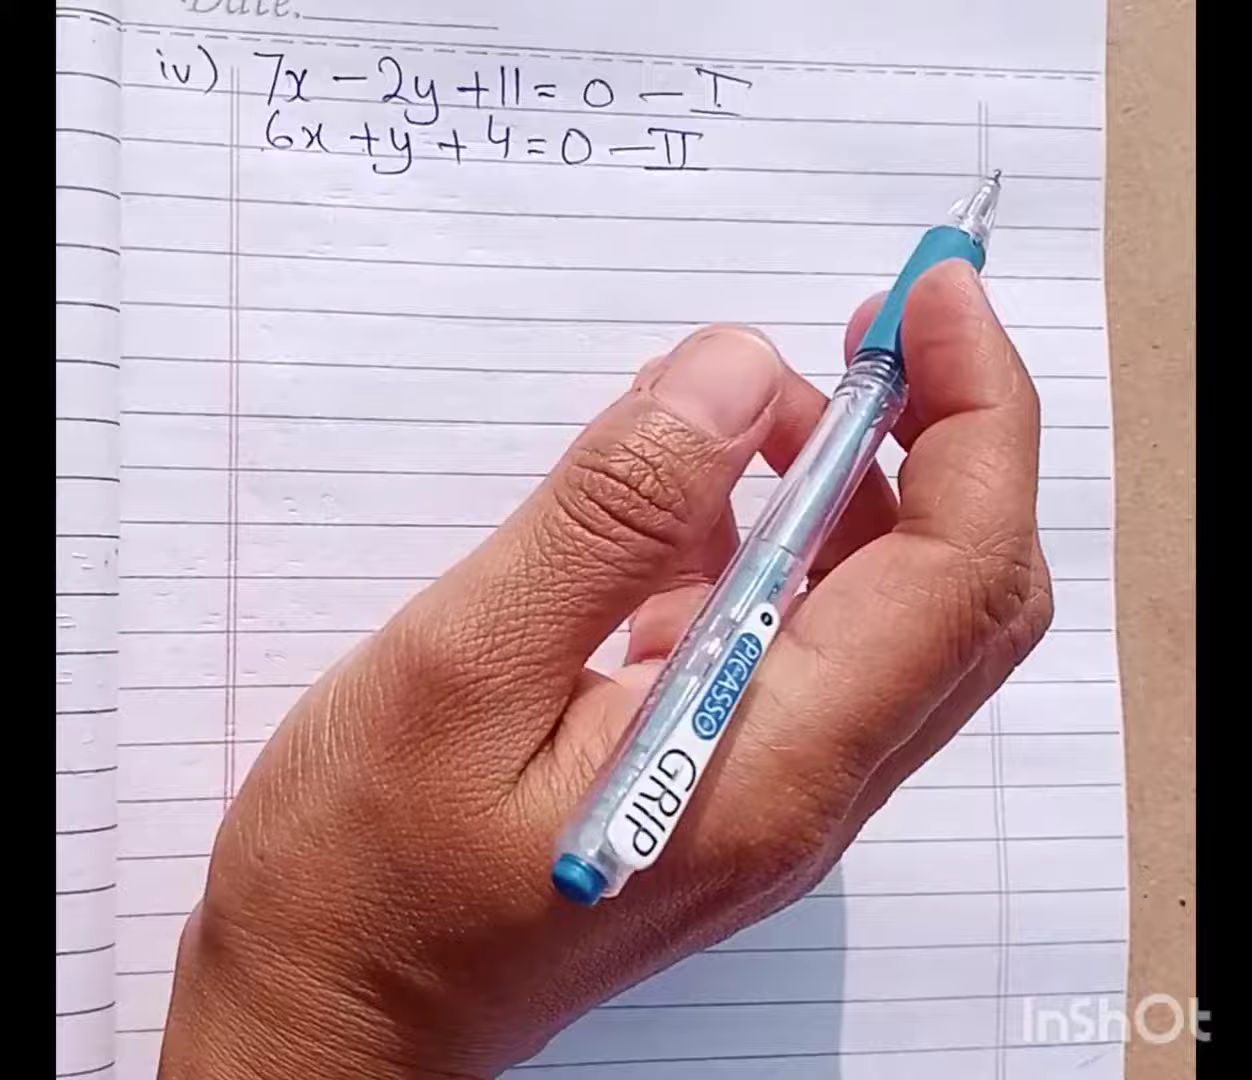 Date.
iv) 7x - 2y + 11 = 0 - I
6x + y + 4 = 0 - II
PICASSO
GRIP
InShOt